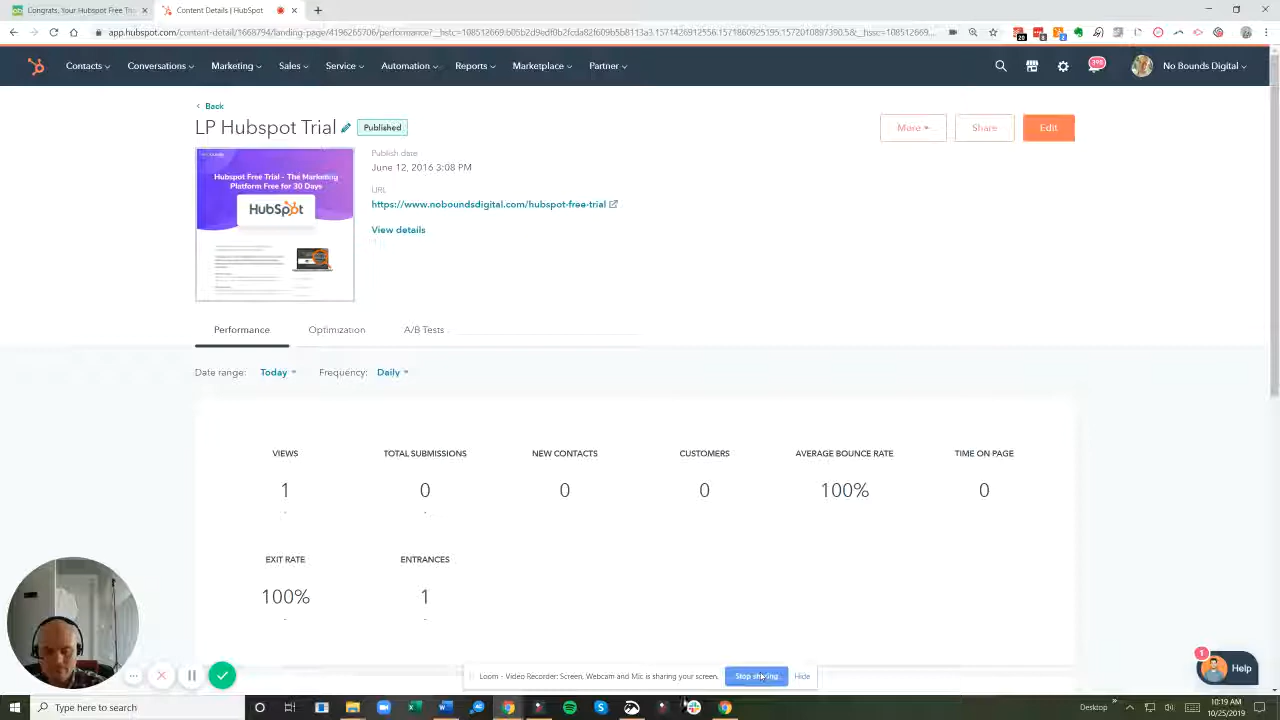 Congrats, Your Hubspot Free Tri
Content Details | HubSpot
Contacts
Conversations
Marketing
Sales
Service
Automation
Reports
Marketplace
Partner
No Bounds Digital
Back
LP Hubspot Trial
Published
More
Share
Edit
Hubspot Free Trial - The Marketing
Platform Free for 30 Days
HubSpot
Publish date
June 12, 2016 3:08 PM
URL
https://www.noboundsdigital.com/hubspot-free-trial
View details
Performance
Optimization
A/B Tests
Date range:
Today
Frequency:
Daily
VIEWS
TOTAL SUBMISSIONS
NEW CONTACTS
CUSTOMERS
AVERAGE BOUNCE RATE
TIME ON PAGE
1
0
0
0
100%
0
EXIT RATE
ENTRANCES
100%
1
1
Help
Loom - Video Recorder: Screen, Webcam and Mic is sharing your screen.
Stop sharing
Hide
Type here to search
Desktop
10:19 AM
10/25/2019